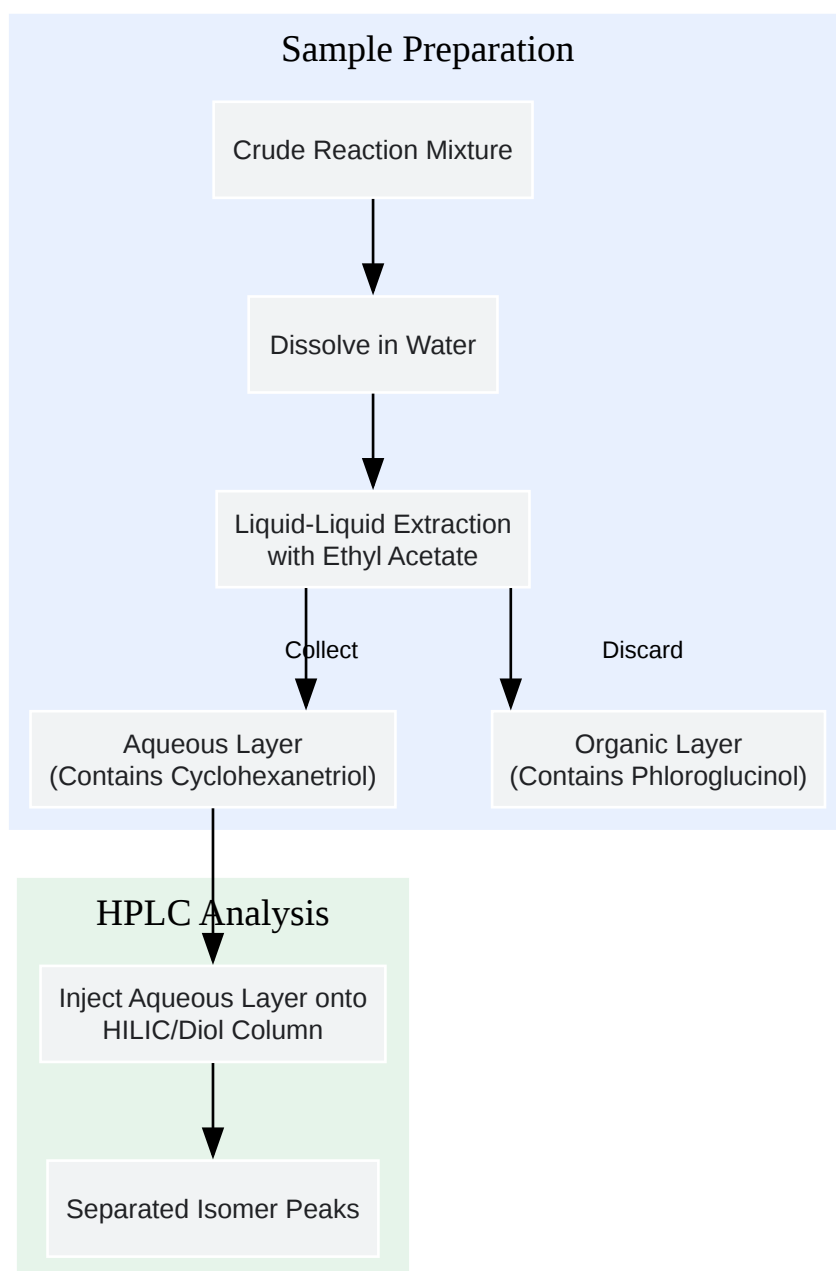 Sample Preparation
Crude Reaction Mixture
Dissolve in Water
Liquid-Liquid Extraction
with Ethyl Acetate
Collect
Discard
Aqueous Layer
(Contains Cyclohexanetriol)
Organic Layer
(Contains Phloroglucinol)
HPLC Analysis
Inject Aqueous Layer onto
HILIC/Diol Column
Separated Isomer Peaks